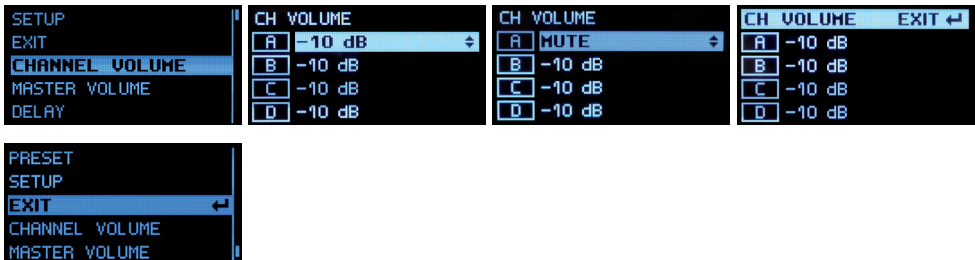 SETUP
EXIT
CHANNEL VOLUME
MASTER VOLUME
DELAY
CH VOLUME
A -10 dB
B -10 dB
C -10 dB
D -10 dB
CH VOLUME
A MUTE
B -10 dB
C -10 dB
D -10 dB
CH VOLUME EXIT ↵
A -10 dB
B -10 dB
C -10 dB
D -10 dB
PRESET
SETUP
EXIT ↵
CHANNEL VOLUME
MASTER VOLUME